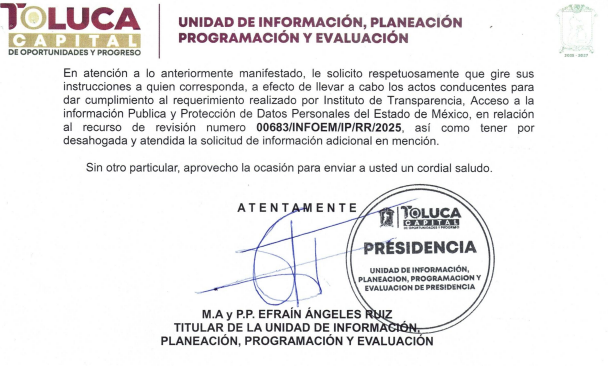 TOLUCA
CAPITAL
DE OPORTUNIDADES Y PROGRESO
UNIDAD DE INFORMACIÓN, PLANEACIÓN
PROGRAMACIÓN Y EVALUACIÓN
2025 - 2027
En atención a lo anteriormente manifestado, le solicito respetuosamente que gire sus
instrucciones a quien corresponda, a efecto de llevar a cabo los actos conducentes para
dar cumplimiento al requerimiento realizado por Instituto de Transparencia, Acceso a la
información Publica y Protección de Datos Personales del Estado de México, en relación
al recurso de revisión numero 00683/INFOEM/IP/RR/2025, así como tener por
desahogada y atendida la solicitud de información adicional en mención.
Sin otro particular, aprovecho la ocasión para enviar a usted un cordial saludo.
A T E N T A M E N T E
TOLUCA
CAPITAL
DE OPORTUNIDADES Y PROGRESO
PRESIDENCIA
UNIDAD DE INFORMACIÓN,
PLANEACION, PROGRAMACION Y
EVALUACION DE PRESIDENCIA
M.A y P.P. EFRAÍN ÁNGELES RUIZ
TITULAR DE LA UNIDAD DE INFORMACIÓN,
PLANEACIÓN, PROGRAMACIÓN Y EVALUACIÓN